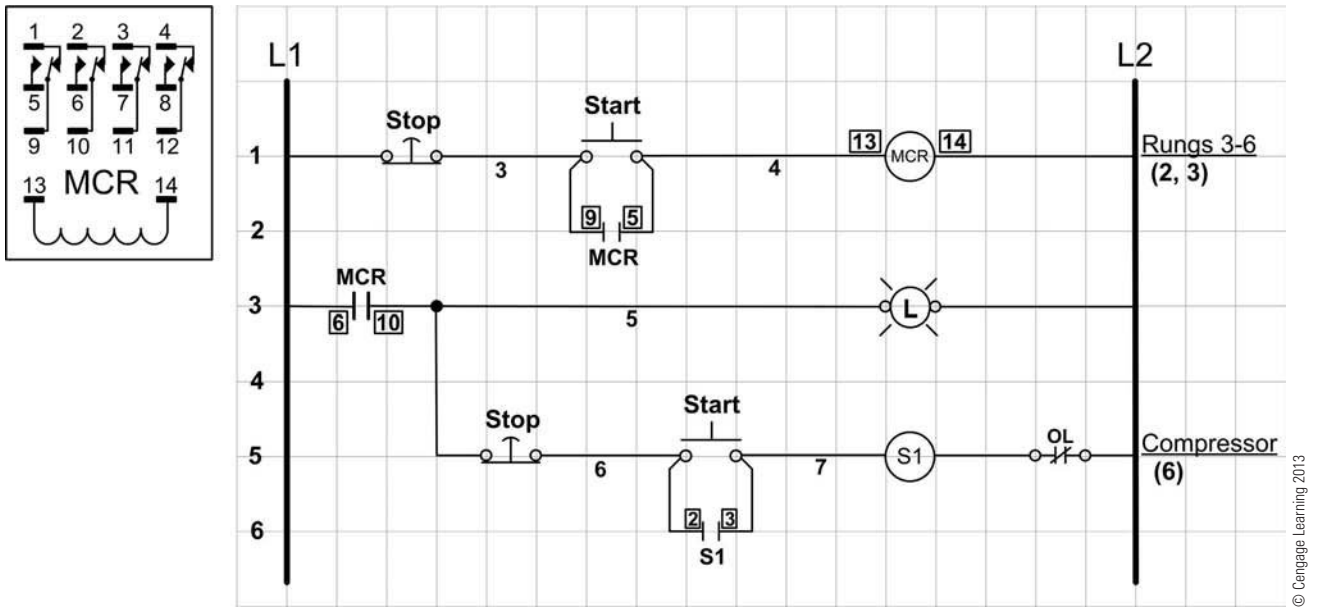 1 2 3 4
5 6 7 8
9 10 11 12
MCR
13 14
L1 L2
Stop Start
1 3 4 13 MCR 14 Rungs 3-6
(2, 3)
2 9 5
MCR
MCR
3 5 L
6 10
4
Stop Start
5 6 7 S1 OL Compressor
(6)
6 2 3
S1
© Cengage Learning 2013